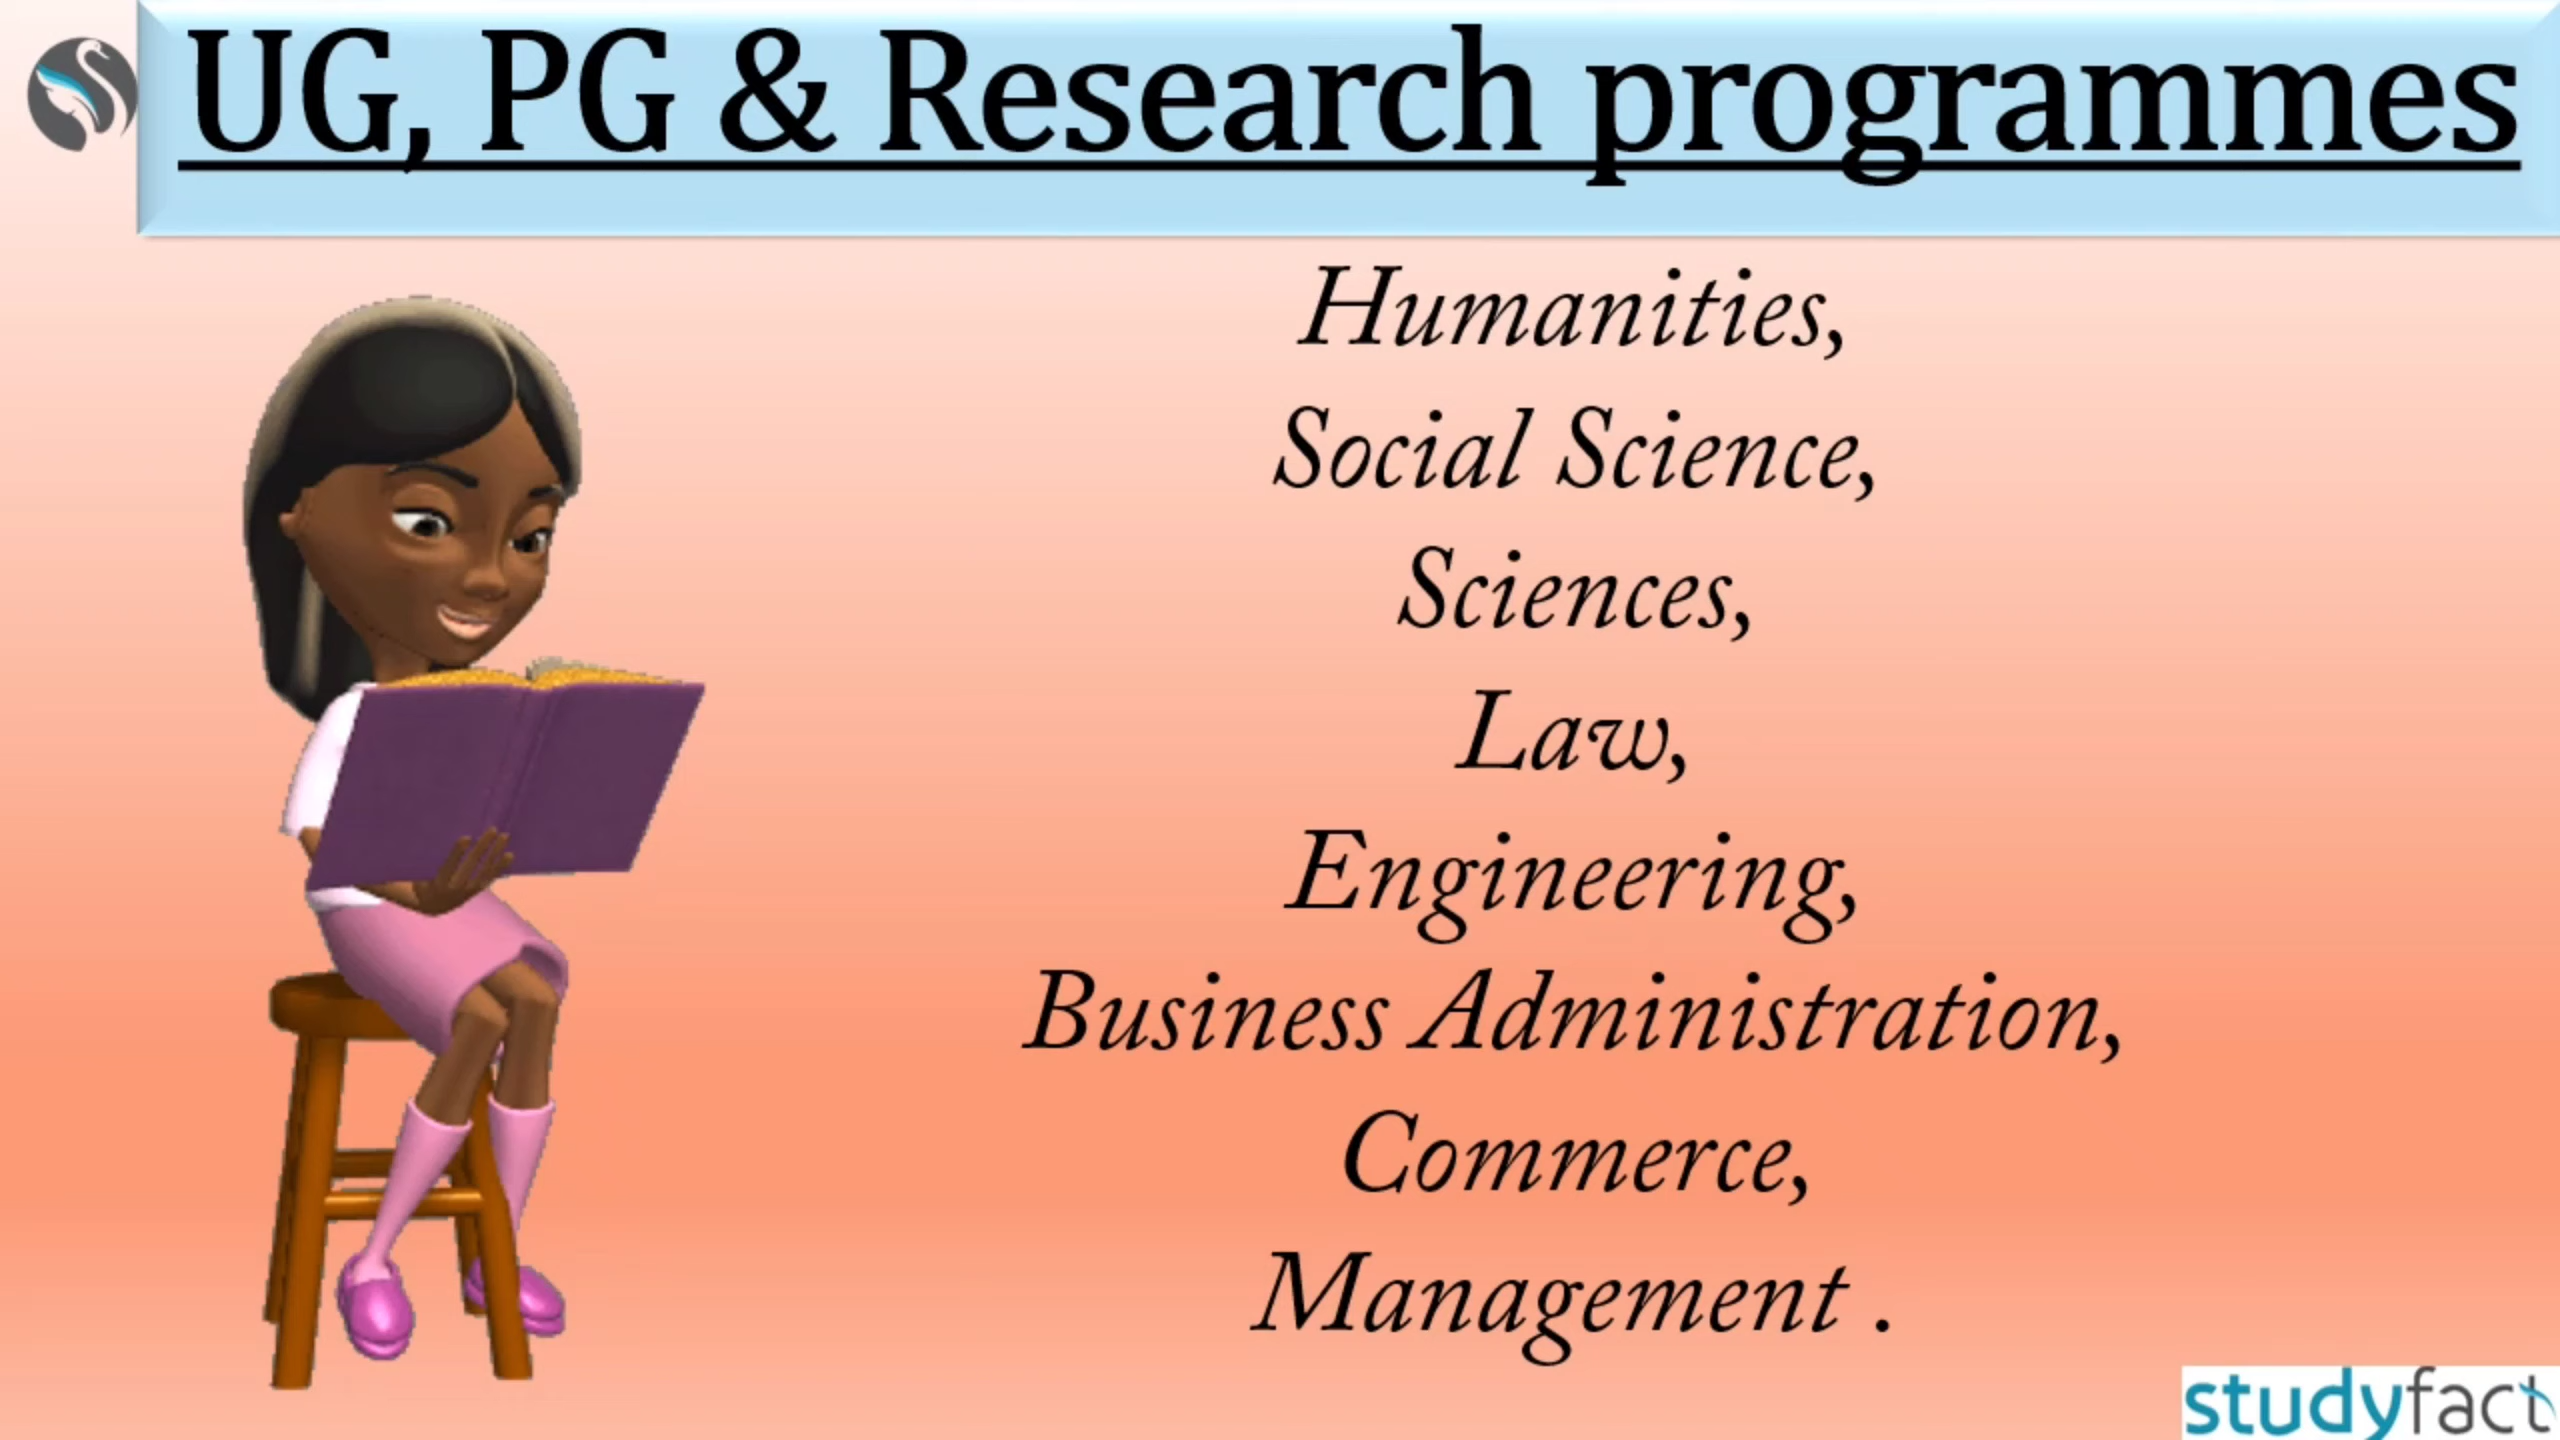 UG, PG & Research programmes
Humanities,
Social Science,
Sciences,
Law,
Engineering,
Business Administration,
Commerce,
Management .
studyfact